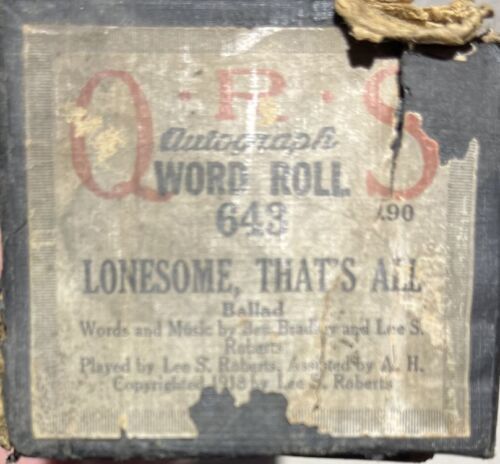 Q·R·S
Autograph
WORD ROLL
643 .90
LONESOME, THAT'S ALL
Ballad
Words and Music by Ben Bradley and Lee S.
Roberts
Played by Lee S. Roberts, Assisted by A. H.
Copyrighted 1918 by Lee S. Roberts